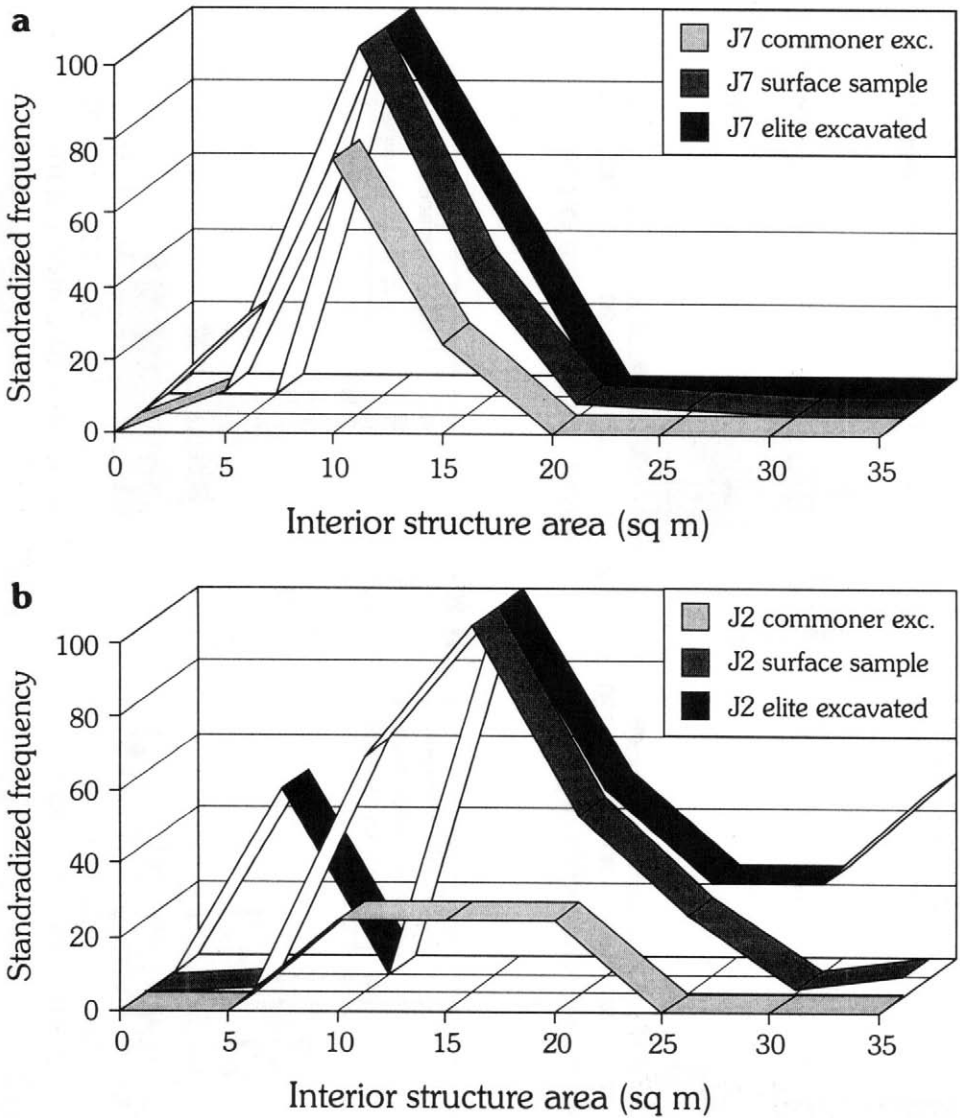 a
J7 commoner exc.
J7 surface sample
J7 elite excavated
Standradized frequency
100
80
60
40
20
0
0 5 10 15 20 25 30 35
Interior structure area (sq m)
b
J2 commoner exc.
J2 surface sample
J2 elite excavated
Standradized frequency
100
80
60
40
20
0
0 5 10 15 20 25 30 35
Interior structure area (sq m)